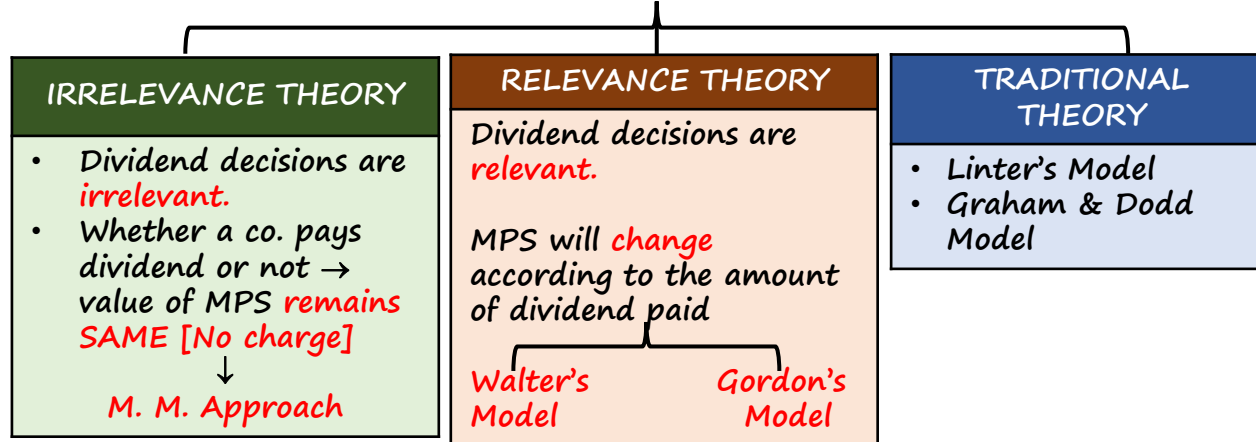 IRRELEVANCE THEORY
• Dividend decisions are
irrelevant.
• Whether a co. pays
dividend or not →
value of MPS remains
SAME [No charge]
↓
M. M. Approach
RELEVANCE THEORY
Dividend decisions are
relevant.
MPS will change
according to the amount
of dividend paid
Walter's
Model
Gordon's
Model
TRADITIONAL
THEORY
• Linter's Model
• Graham & Dodd
Model